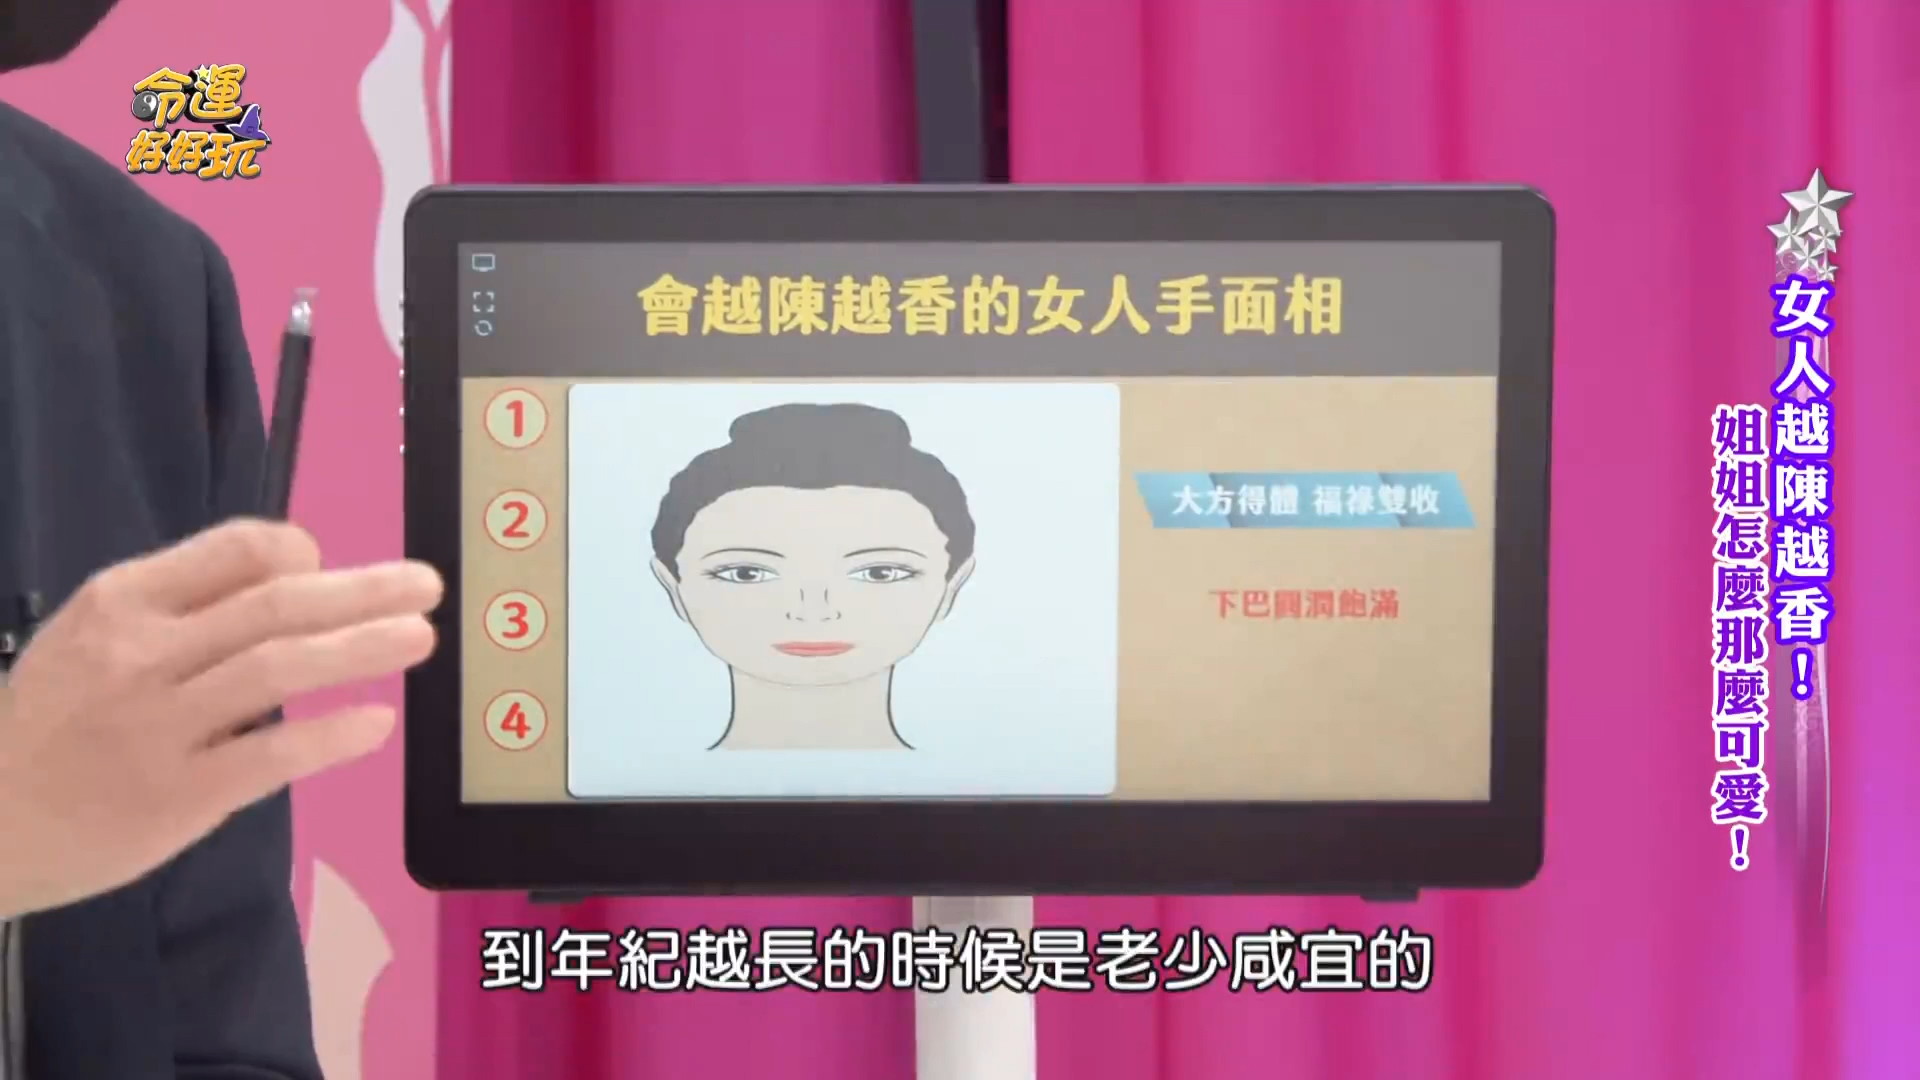 命運
好好玩
會越陳越香的女人手面相
1
2
3
4
大方得體 福祿雙收
下巴圓潤飽滿
女人越陳越香！
姐姐怎麼那麼可愛！
到年紀越長的時候是老少咸宜的